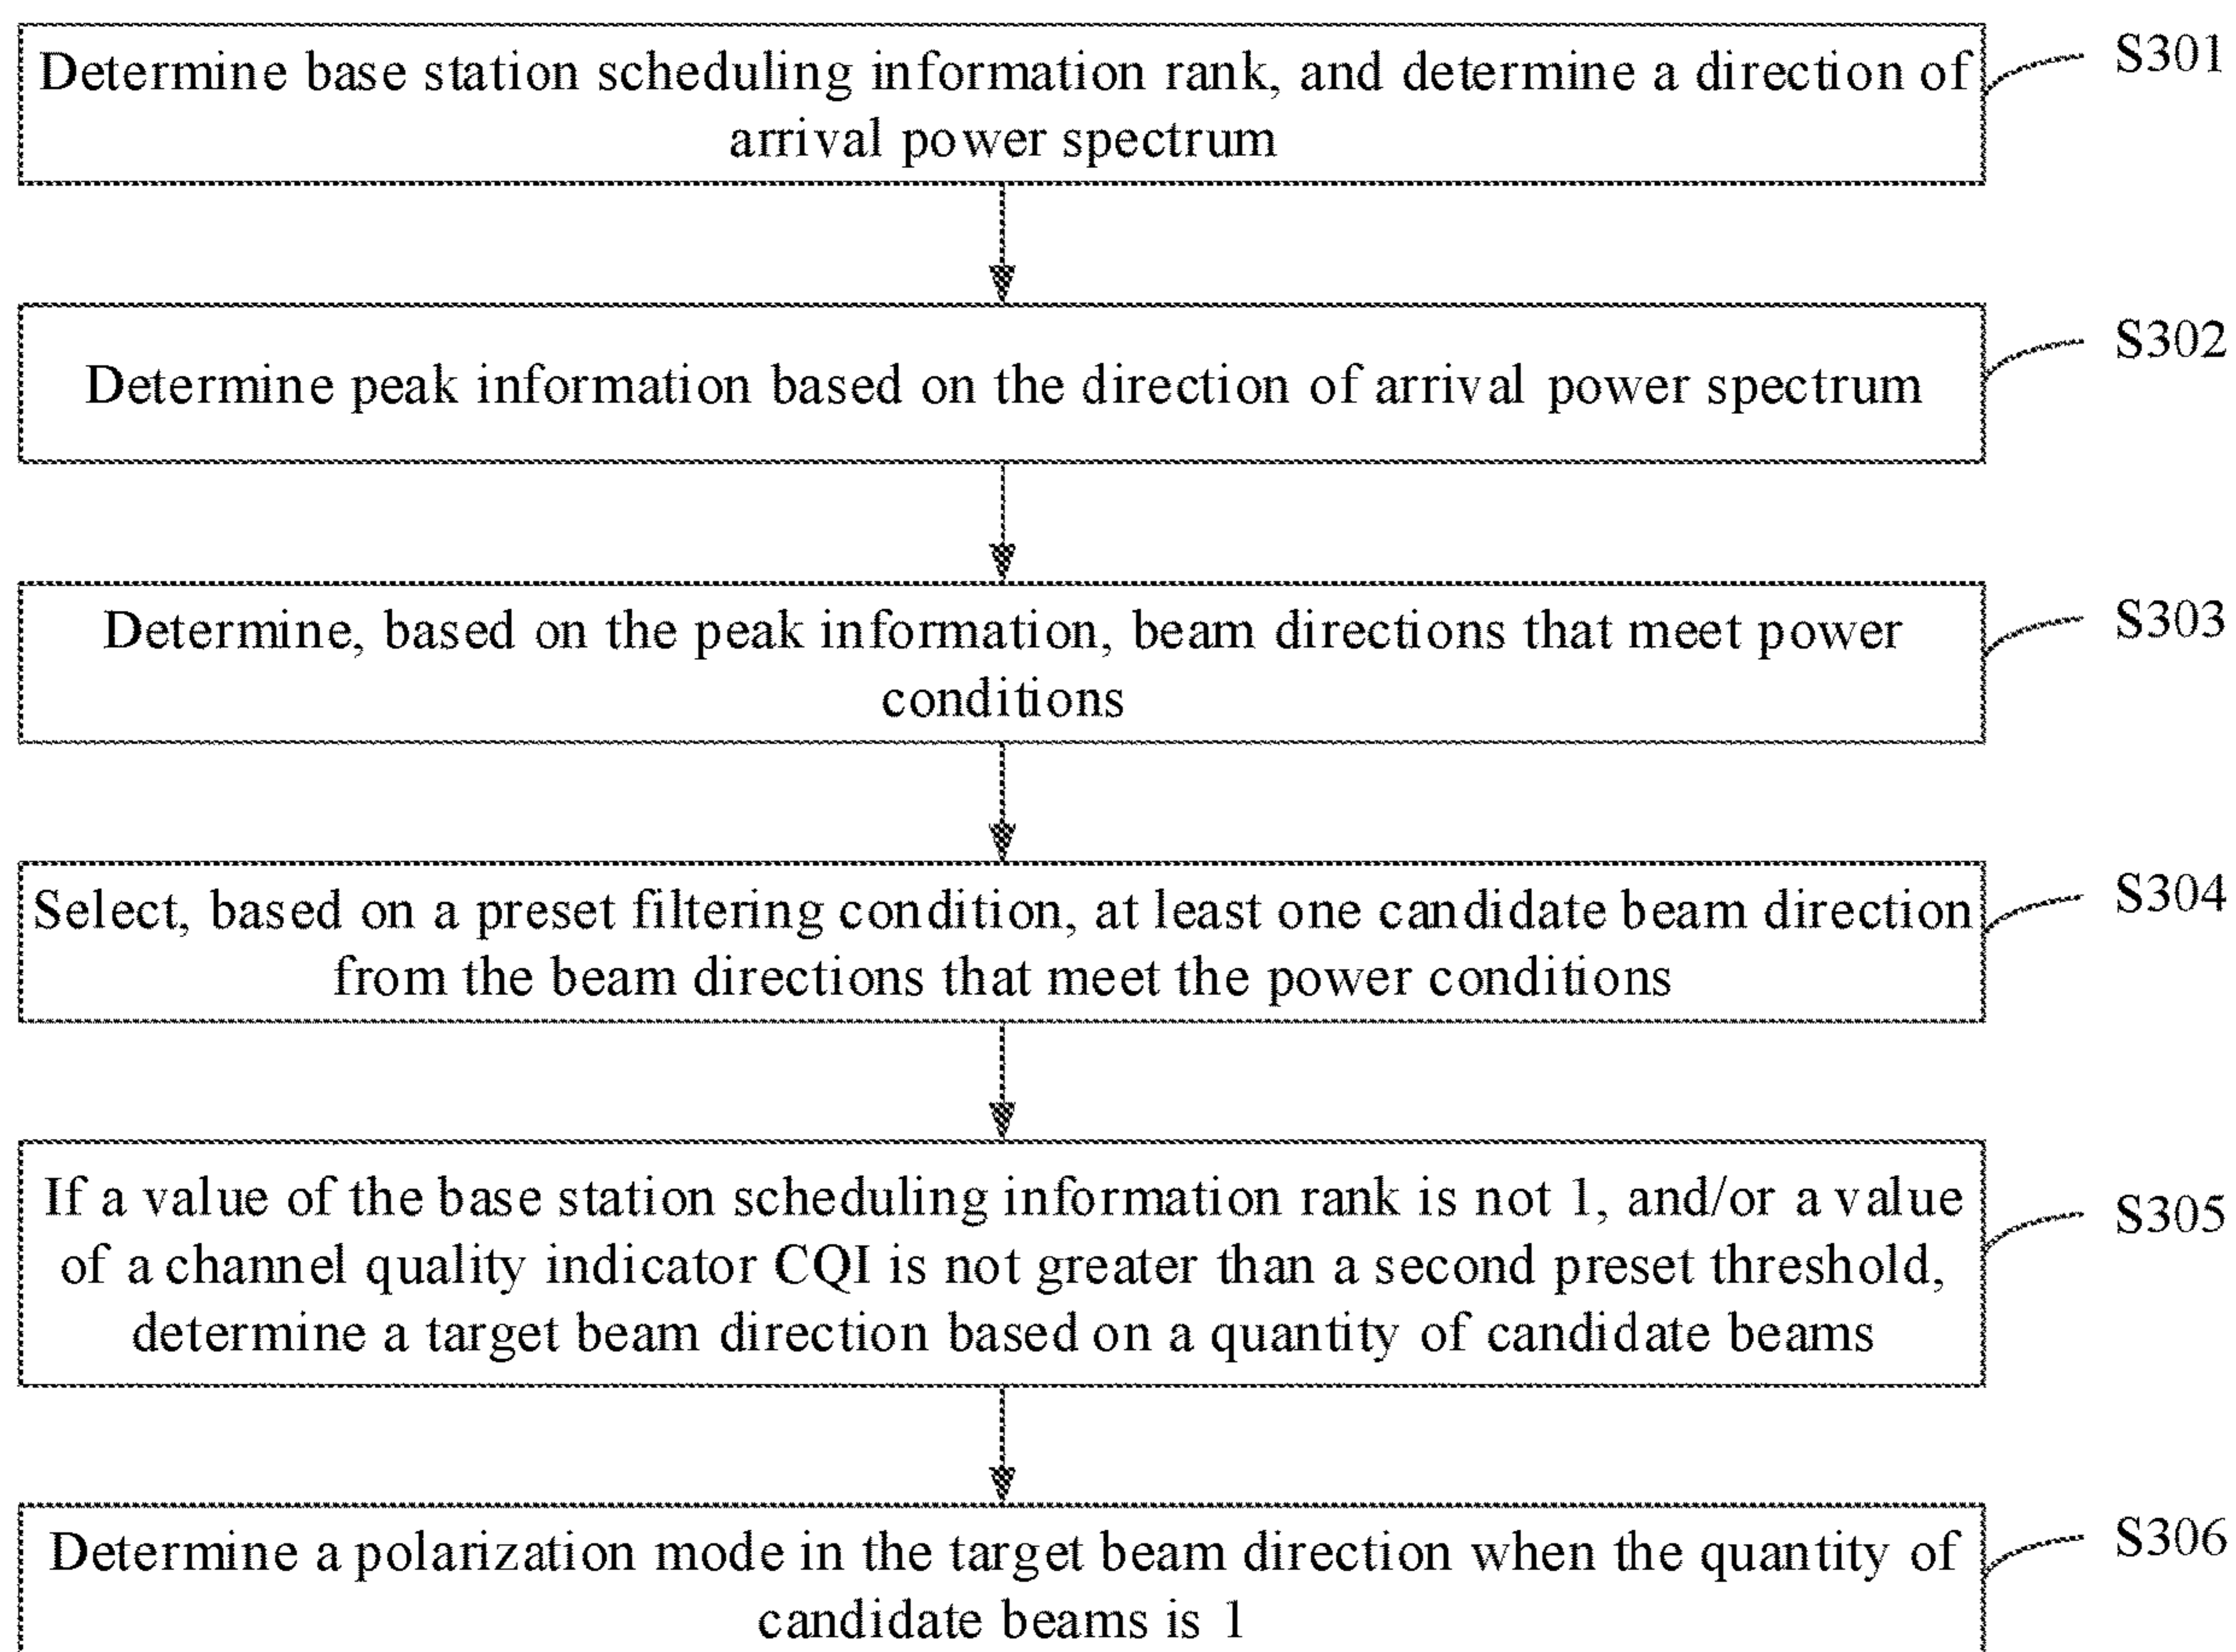 Determine base station scheduling information rank, and determine a direction of
arrival power spectrum
S301
Determine peak information based on the direction of arrival power spectrum
S302
Determine, based on the peak information, beam directions that meet power
conditions
S303
Select, based on a preset filtering condition, at least one candidate beam direction
from the beam directions that meet the power conditions
S304
If a value of the base station scheduling information rank is not 1, and/or a value
of a channel quality indicator CQI is not greater than a second preset threshold,
determine a target beam direction based on a quantity of candidate beams
S305
Determine a polarization mode in the target beam direction when the quantity of
candidate beams is 1
S306